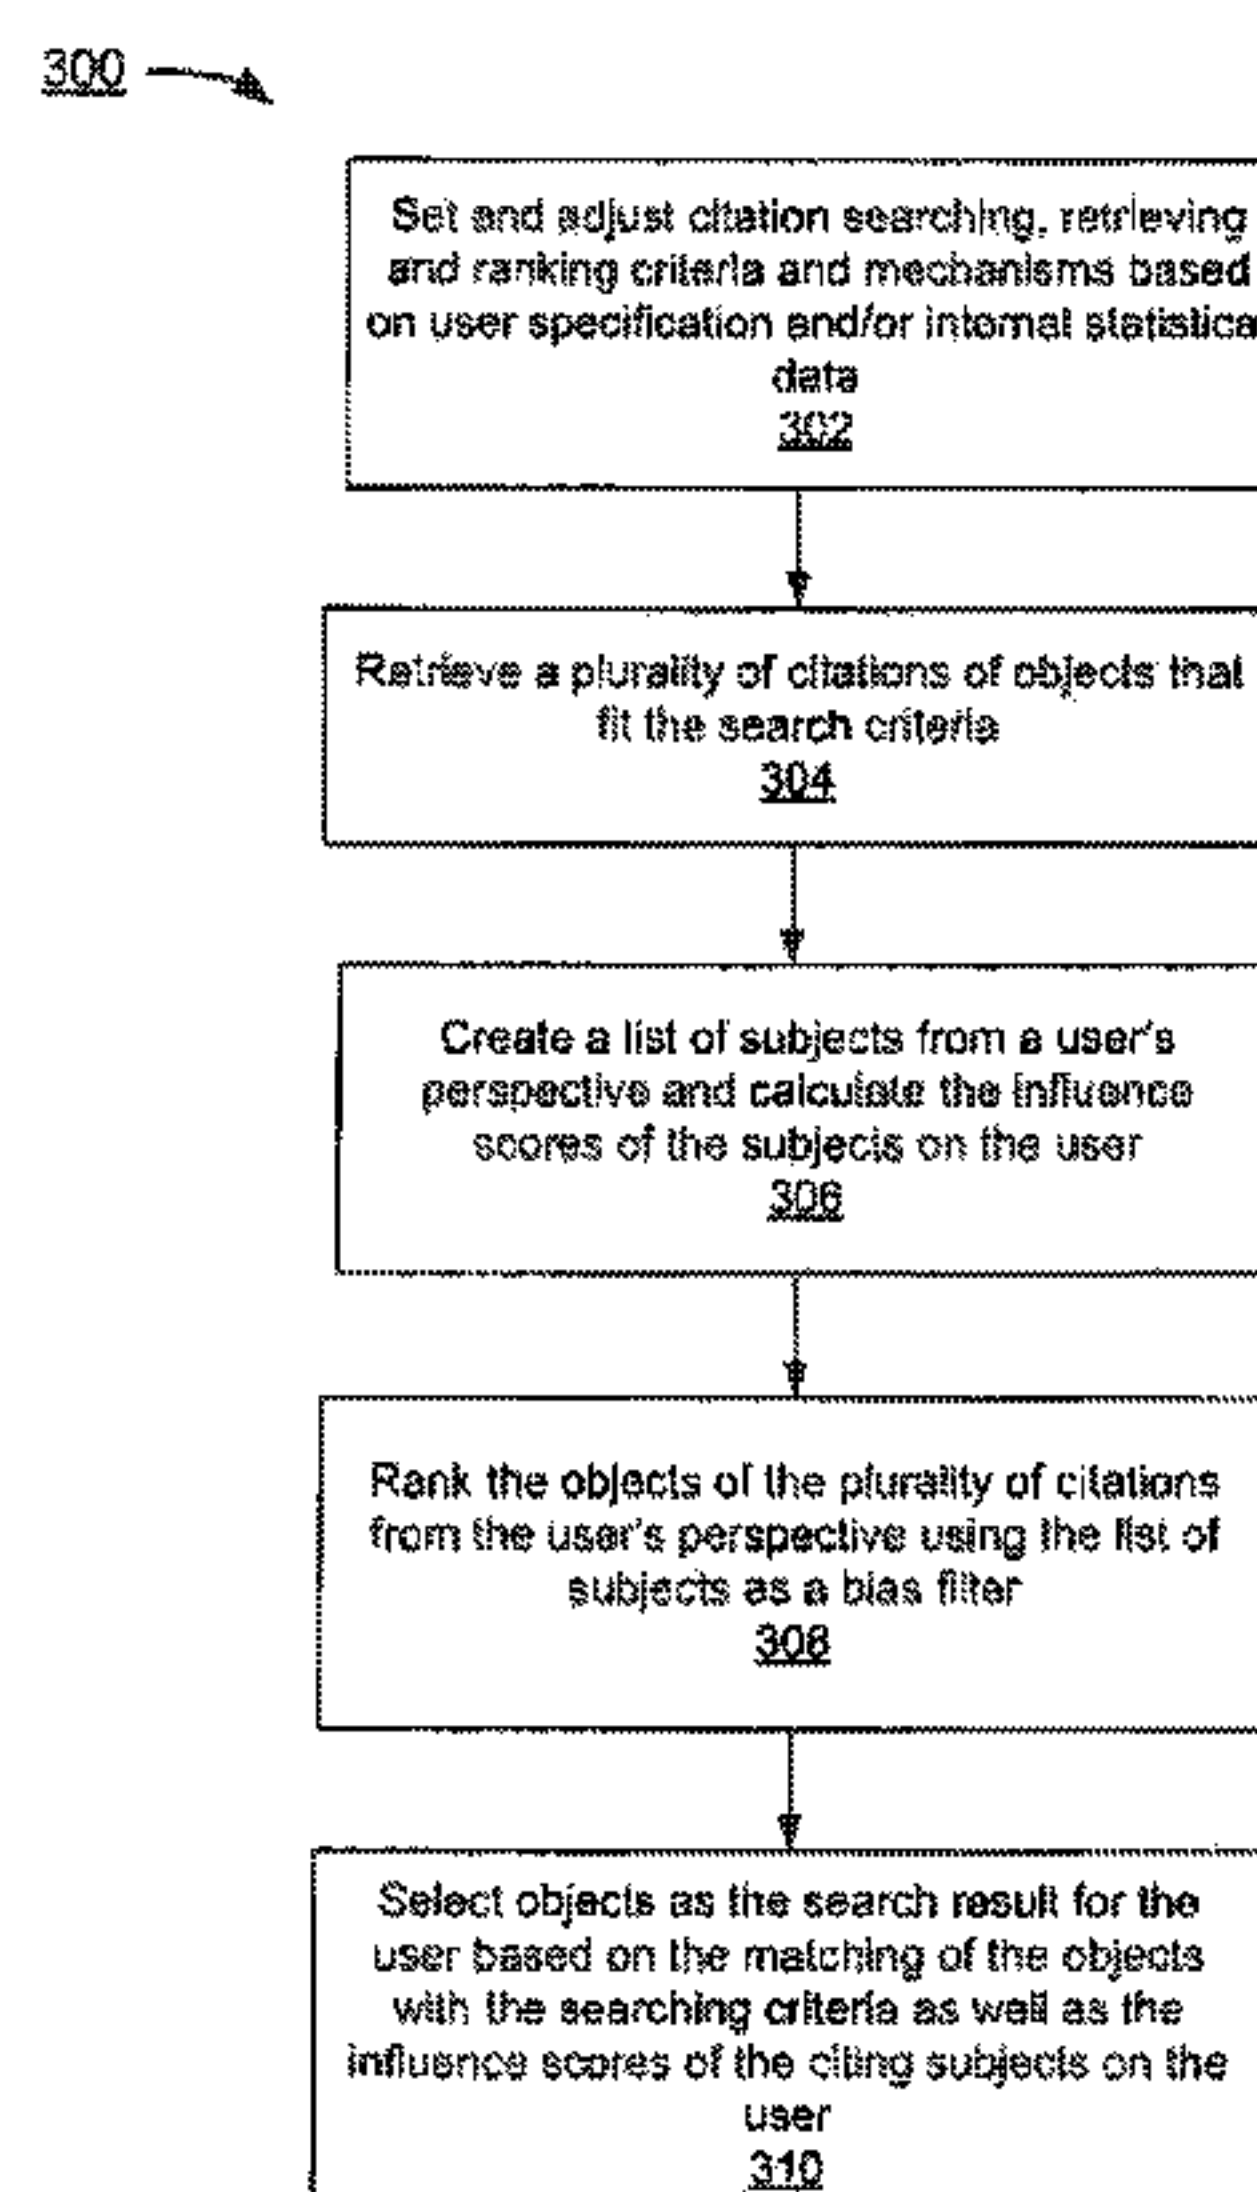 300
Set and adjust citation searching, retrieving
and ranking criteria and mechanisms based
on user specification and/or internal statistica
data
302
Retrieve a plurality of citations of objects that
fit the search criteria
304
Create a list of subjects from a user's
perspective and calculate the influence
scores of the subjects on the user
306
Rank the objects of the plurality of citations
from the user's perspective using the list of
subjects as a bias filter
308
Select objects as the search result for the
user based on the matching of the objects
with the searching criteria as well as the
influence scores of the citing subjects on the
user
310